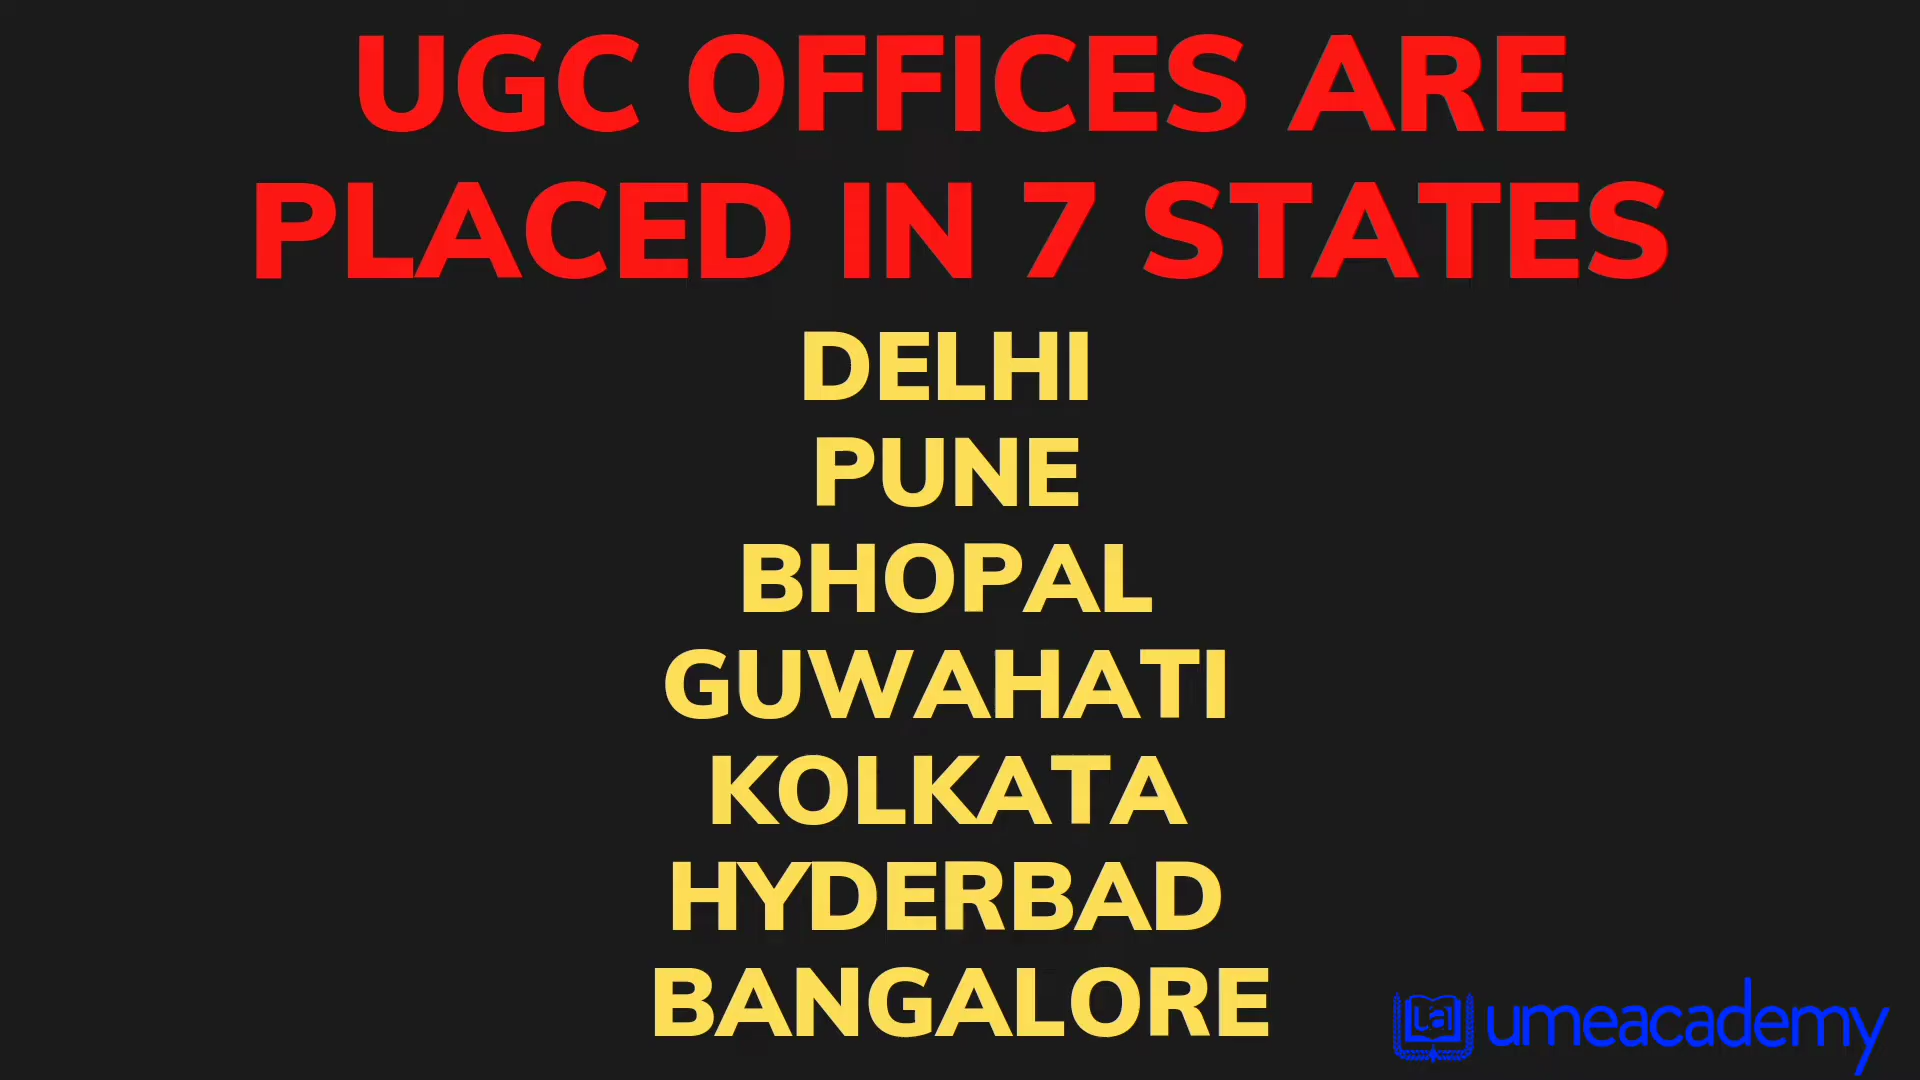 UGC OFFICES ARE
PLACED IN 7 STATES
DELHI
PUNE
BHOPAL
GUWAHATI
KOLKATA
HYDERBAD
BANGALORE
umeacademy